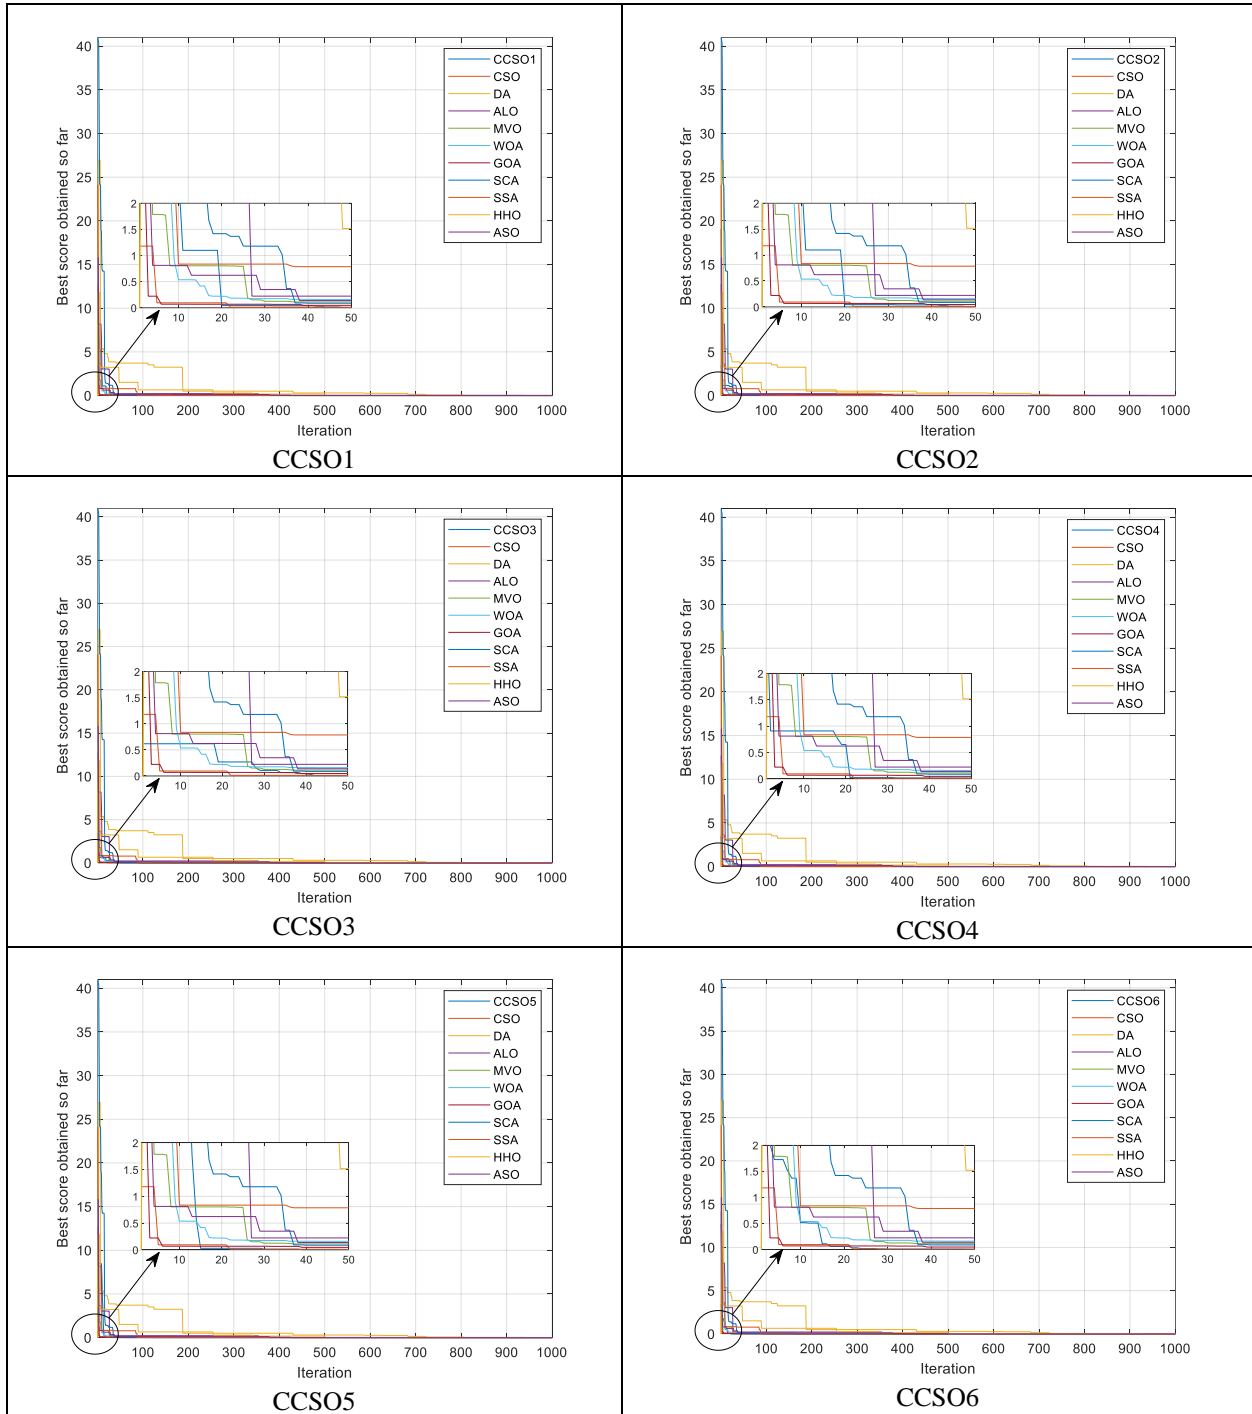 40
35
30
25
20
15
10
5
0
Best score obtained so far
CCSO1
CSO
DA
ALO
MVO
WOA
GOA
SCA
SSA
HHO
ASO
2
1.5
1
0.5
0
10 20 30 40 50
100 200 300 400 500 600 700 800 900 1000
Iteration
CCSO1
40
35
30
25
20
15
10
5
0
Best score obtained so far
CCSO2
CSO
DA
ALO
MVO
WOA
GOA
SCA
SSA
HHO
ASO
2
1.5
1
0.5
0
10 20 30 40 50
100 200 300 400 500 600 700 800 900 1000
Iteration
CCSO2
40
35
30
25
20
15
10
5
0
Best score obtained so far
CCSO3
CSO
DA
ALO
MVO
WOA
GOA
SCA
SSA
HHO
ASO
2
1.5
1
0.5
0
10 20 30 40 50
100 200 300 400 500 600 700 800 900 1000
Iteration
CCSO3
40
35
30
25
20
15
10
5
0
Best score obtained so far
CCSO4
CSO
DA
ALO
MVO
WOA
GOA
SCA
SSA
HHO
ASO
2
1.5
1
0.5
0
10 20 30 40 50
100 200 300 400 500 600 700 800 900 1000
Iteration
CCSO4
40
35
30
25
20
15
10
5
0
Best score obtained so far
CCSO5
CSO
DA
ALO
MVO
WOA
GOA
SCA
SSA
HHO
ASO
2
1.5
1
0.5
0
10 20 30 40 50
100 200 300 400 500 600 700 800 900 1000
Iteration
CCSO5
40
35
30
25
20
15
10
5
0
Best score obtained so far
CCSO6
CSO
DA
ALO
MVO
WOA
GOA
SCA
SSA
HHO
ASO
2
1.5
1
0.5
0
10 20 30 40 50
100 200 300 400 500 600 700 800 900 1000
Iteration
CCSO6